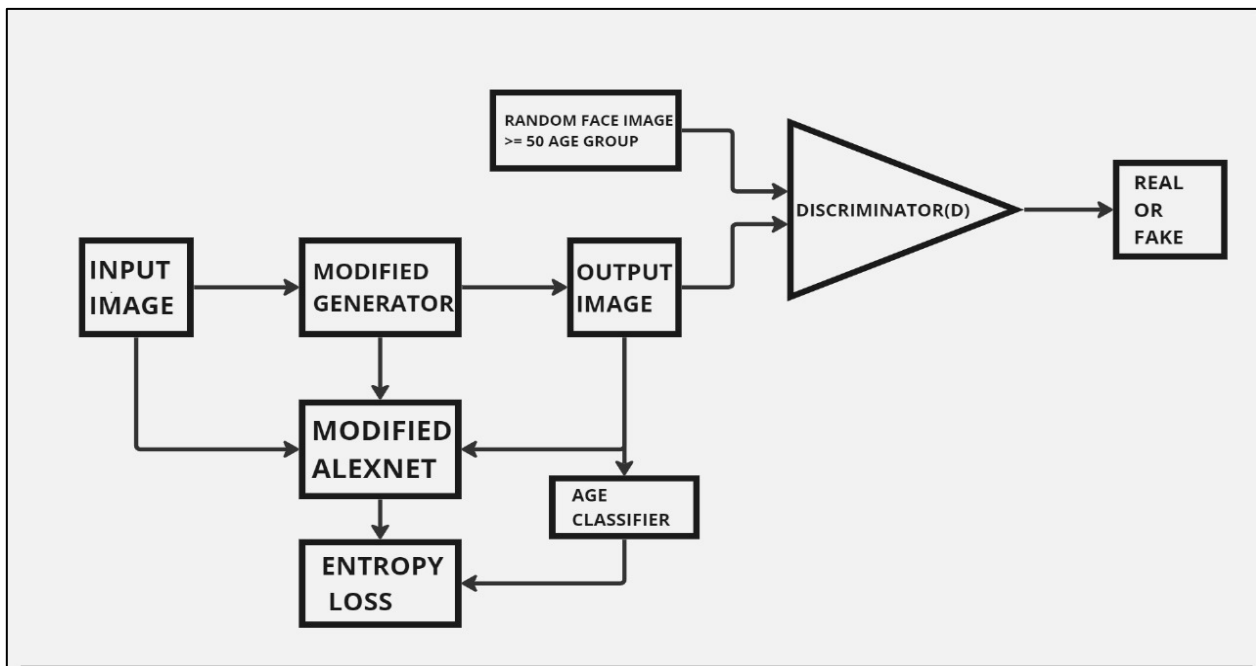 RANDOM FACE IMAGE
>= 50 AGE GROUP
DISCRIMINATOR(D)
REAL
OR
FAKE
INPUT
IMAGE
MODIFIED
GENERATOR
OUTPUT
IMAGE
MODIFIED
ALEXNET
AGE
CLASSIFIER
ENTROPY
LOSS